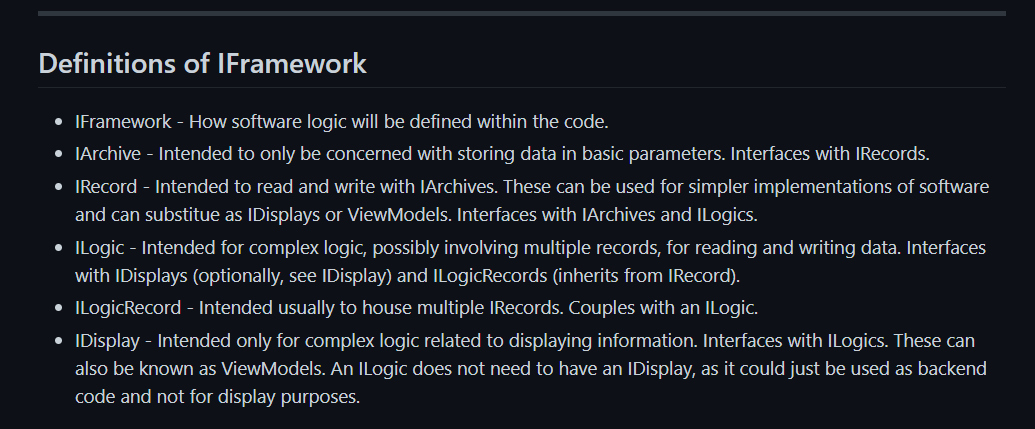 Definitions of IFramework
IFramework - How software logic will be defined within the code.
IArchive - Intended to only be concerned with storing data in basic parameters. Interfaces with IRecords.
IRecord - Intended to read and write with IArchives. These can be used for simpler implementations of software
and can substitue as IDisplays or ViewModels. Interfaces with IArchives and ILogics.
ILogic - Intended for complex logic, possibly involving multiple records, for reading and writing data. Interfaces
with IDisplays (optionally, see IDisplay) and ILogicRecords (inherits from IRecord).
ILogicRecord - Intended usually to house multiple IRecords. Couples with an ILogic.
IDisplay - Intended only for complex logic related to displaying information. Interfaces with ILogics. These can
also be known as ViewModels. An ILogic does not need to have an IDisplay, as it could just be used as backend
code and not for display purposes.